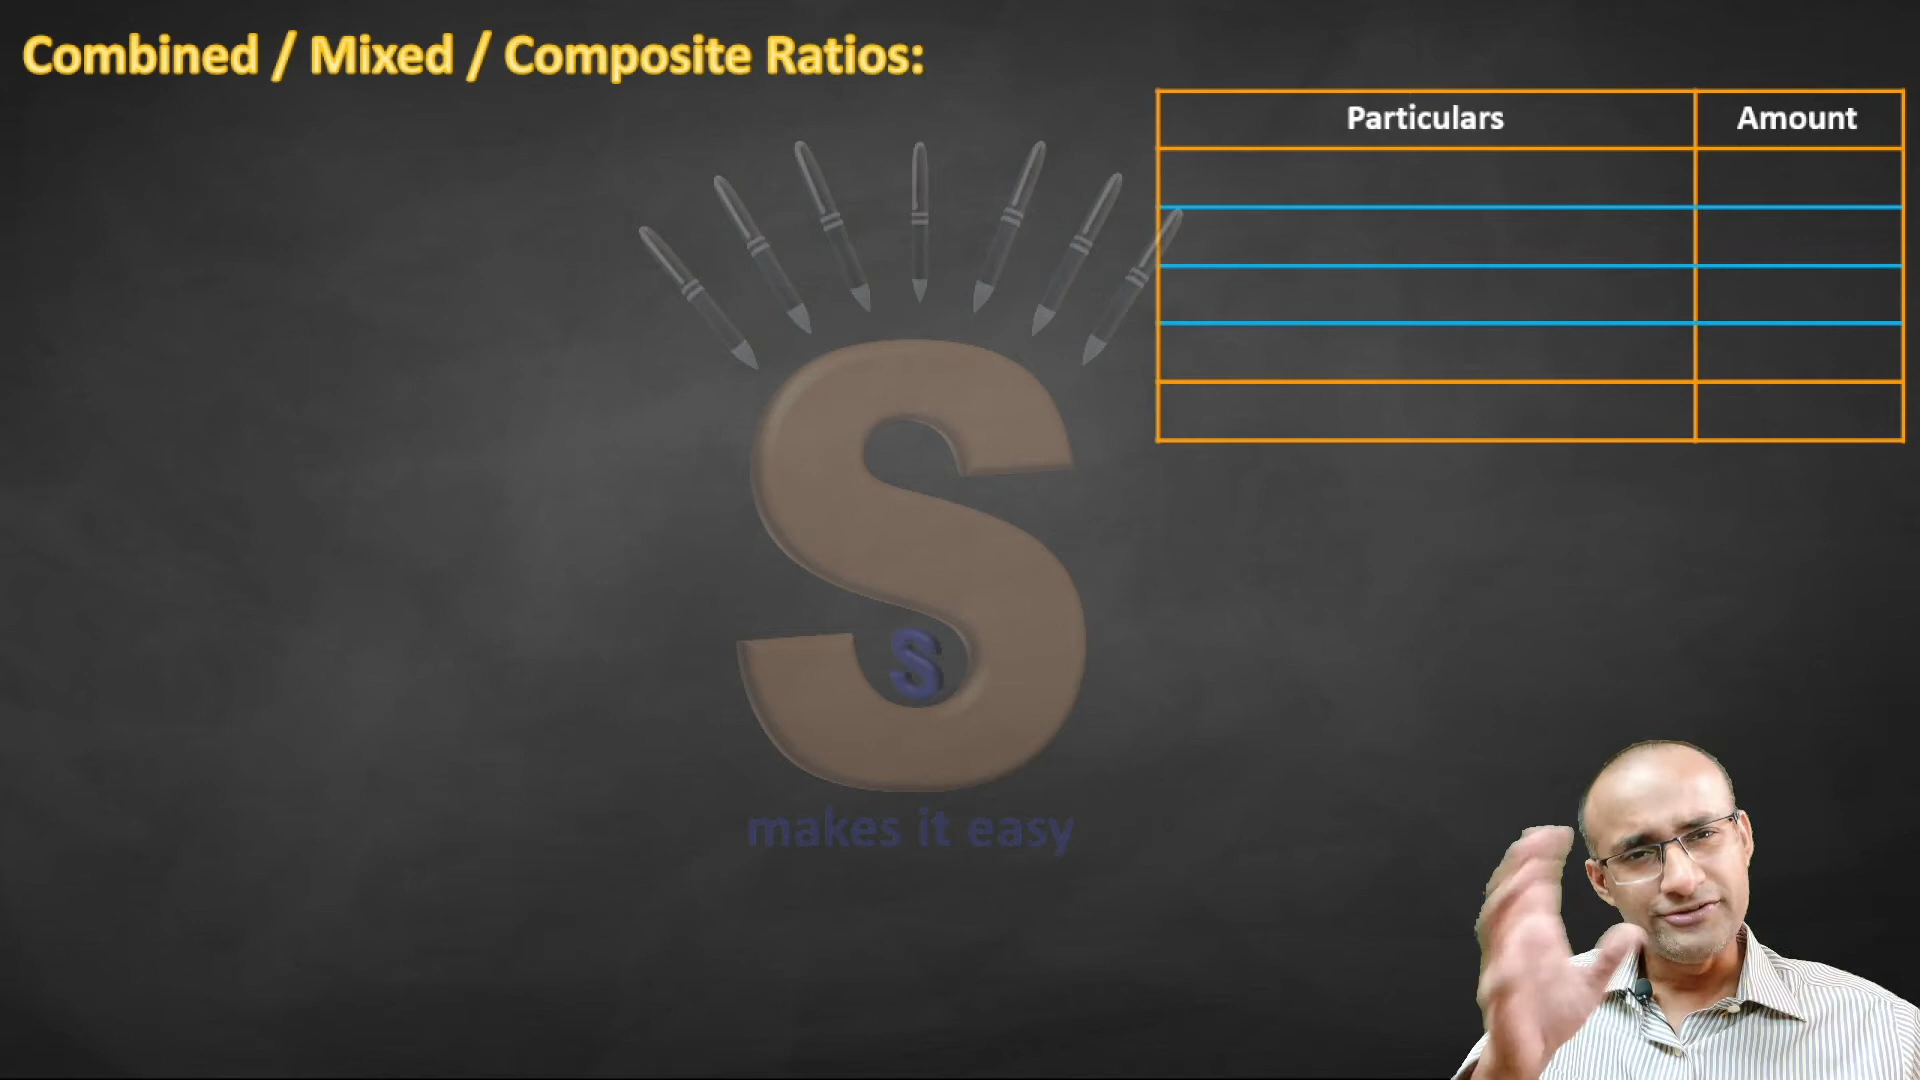 Combined / Mixed / Composite Ratios:
Particulars Amount
S
s
makes it easy